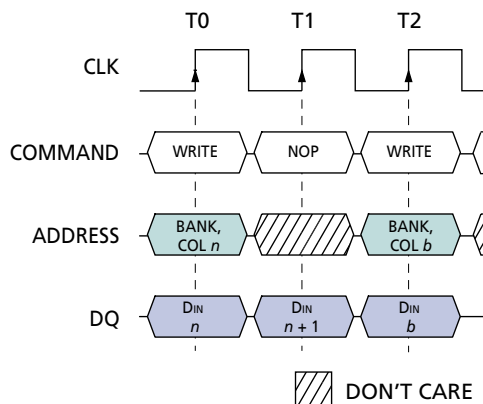 T0 T1 T2
CLK
COMMAND WRITE NOP WRITE
ADDRESS BANK, COL n BANK, COL b
DQ DIN n DIN n + 1 DIN b
DON'T CARE